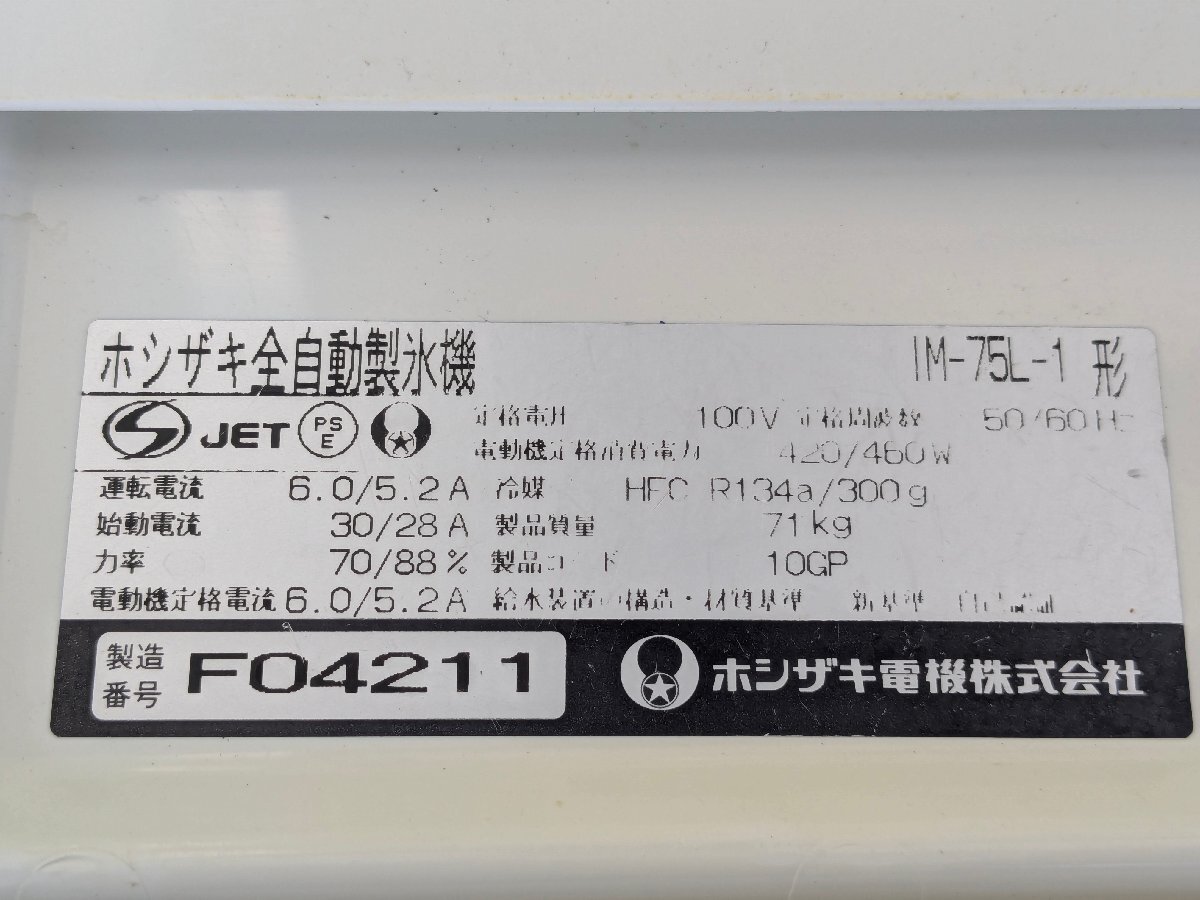 ホシザキ全自動製氷機 IM-75L-1 形
JET PS E 定格電圧 100V 定格周波数 50/60Hz
電動機定格消費電力 420/460W
運転電流 6.0/5.2A 冷媒 HFC R134a/300g
始動電流 30/28A 製品質量 71kg
力率 70/88% 製品コード 10GP
電動機定格電流 6.0/5.2A 給水装置の構造・材質基準 新基準 自己認証
製造番号 F04211 ホシザキ電機株式会社